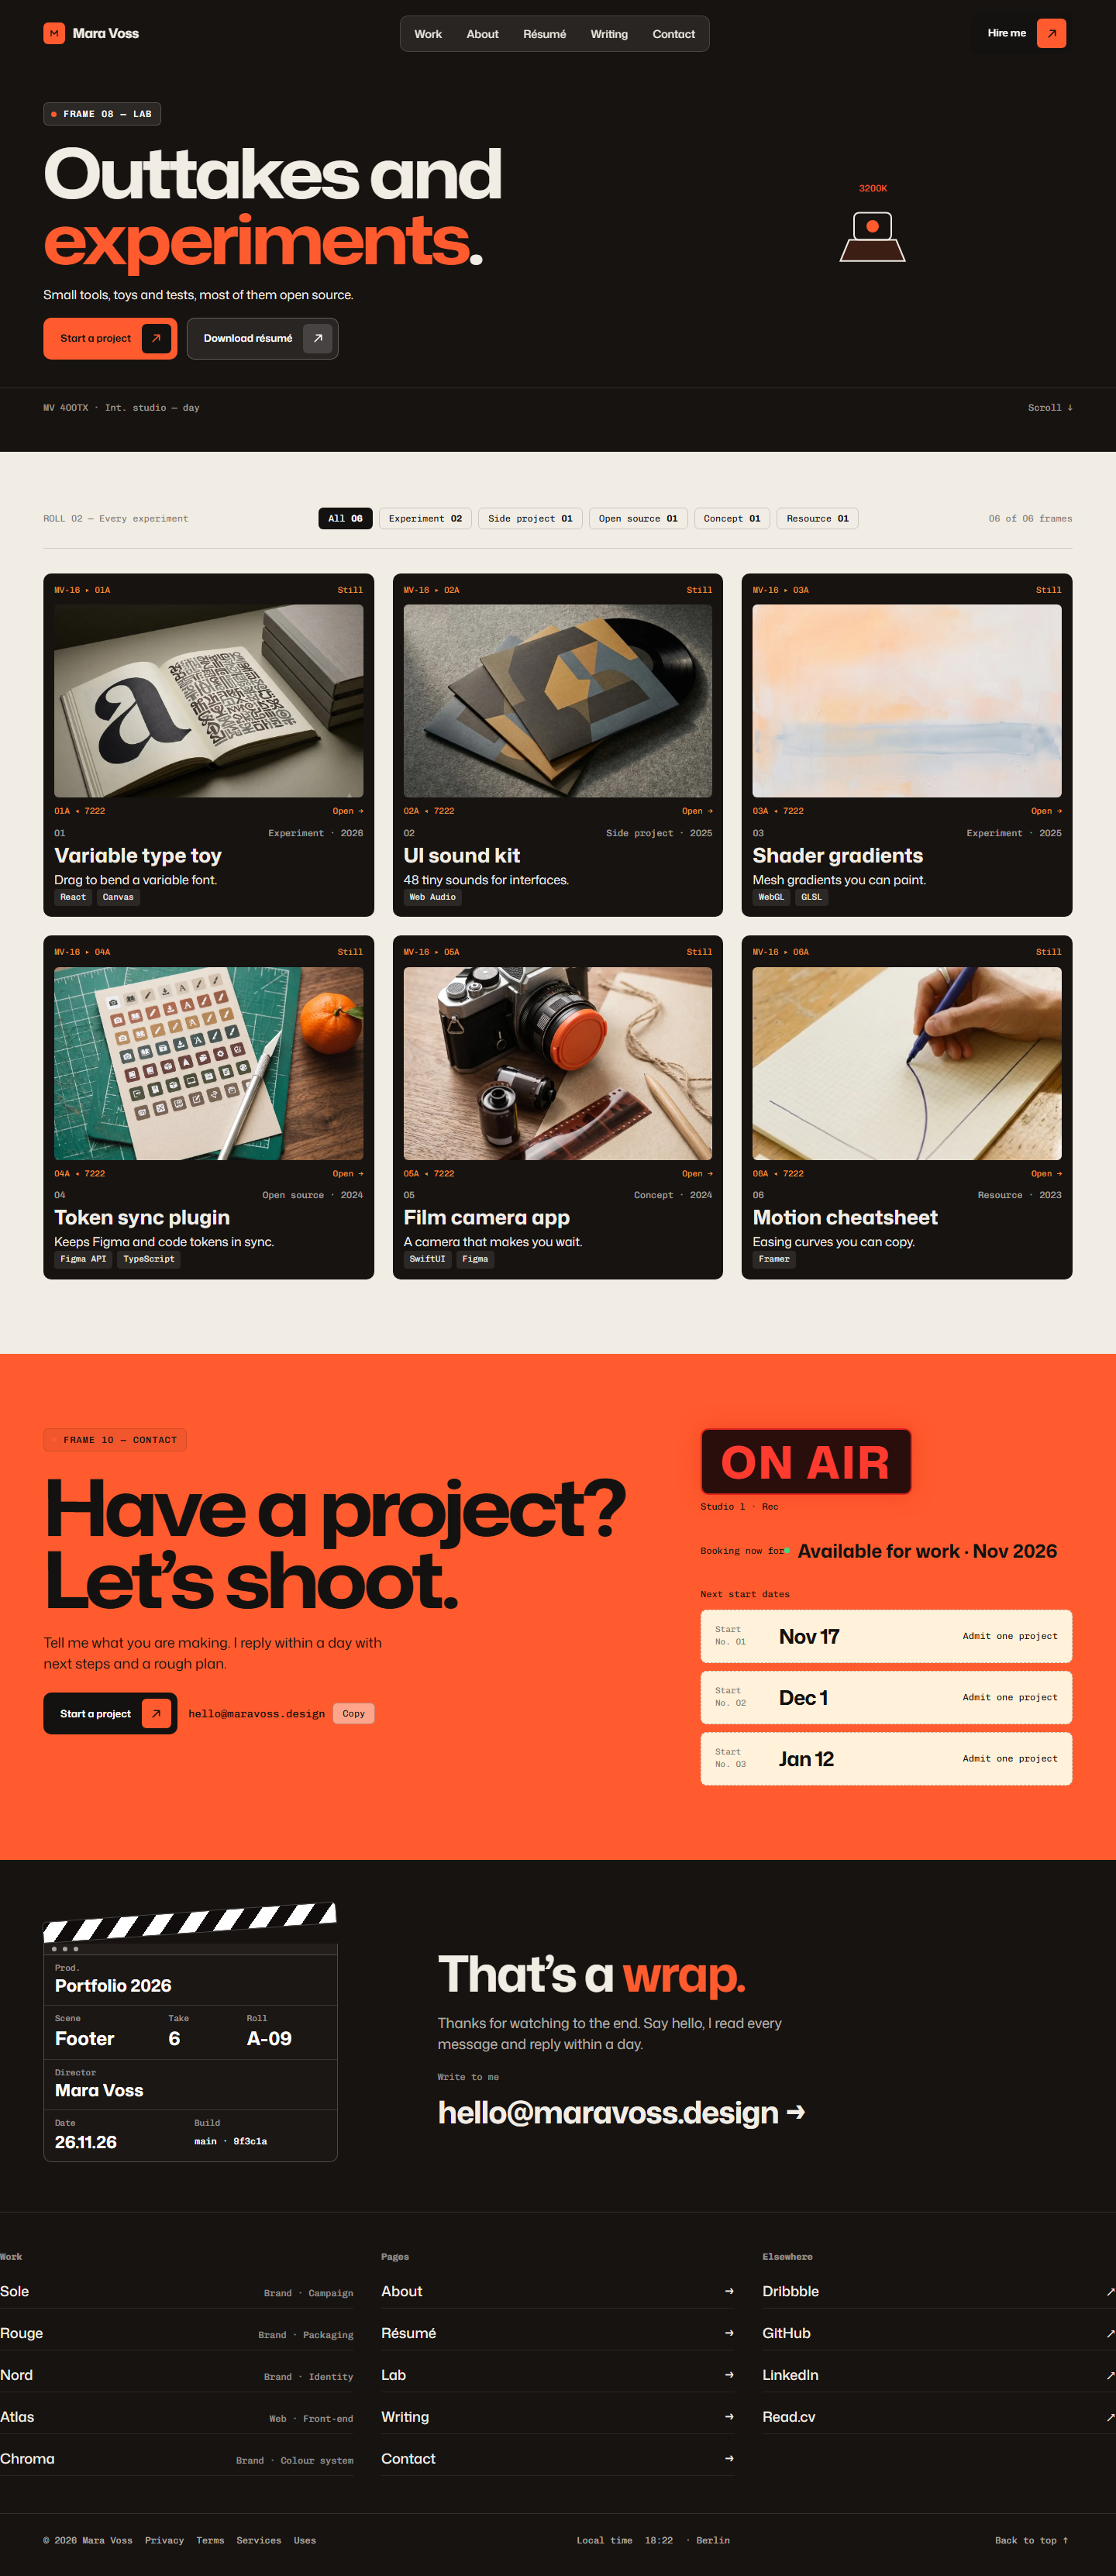 M Mara Voss
Work About Résumé Writing Contact
Hire me
FRAME 08 — LAB
Outtakes and
experiments.
3200K
Small tools, toys and tests, most of them open source.
Start a project
Download résumé
MV 400TX · Int. studio — day
Scroll ↓
ROLL 02 — Every experiment
All 06
Experiment 02
Side project 01
Open source 01
Concept 01
Resource 01
06 of 06 frames
MV-16 ▸ 01A Still
a
01A ◂ 7222 Open →
01 Experiment · 2026
Variable type toy
Drag to bend a variable font.
React Canvas
MV-16 ▸ 02A Still
02A ◂ 7222 Open →
02 Side project · 2025
UI sound kit
48 tiny sounds for interfaces.
Web Audio
MV-16 ▸ 03A Still
03A ◂ 7222 Open →
03 Experiment · 2025
Shader gradients
Mesh gradients you can paint.
WebGL GLSL
MV-16 ▸ 04A Still
04A ◂ 7222 Open →
04 Open source · 2024
Token sync plugin
Keeps Figma and code tokens in sync.
Figma API TypeScript
MV-16 ▸ 05A Still
05A ◂ 7222 Open →
05 Concept · 2024
Film camera app
A camera that makes you wait.
SwiftUI Figma
MV-16 ▸ 06A Still
06A ◂ 7222 Open →
06 Resource · 2023
Motion cheatsheet
Easing curves you can copy.
Framer
FRAME 10 — CONTACT
Have a project?
Let's shoot.
Tell me what you are making. I reply within a day with
next steps and a rough plan.
Start a project
hello@maravoss.design
Copy
ON AIR
Studio 1 · Rec
Booking now for Available for work · Nov 2026
Next start dates
Start
No. 01
Nov 17
Admit one project
Start
No. 02
Dec 1
Admit one project
Start
No. 03
Jan 12
Admit one project
Prod.
Portfolio 2026
Scene Take Roll
Footer 6 A-09
Director
Mara Voss
Date Build
26.11.26 main · 9f3c1a
That's a wrap.
Thanks for watching to the end. Say hello, I read every
message and reply within a day.
Write to me
hello@maravoss.design →
Work
Sole Brand · Campaign
Rouge Brand · Packaging
Nord Brand · Identity
Atlas Web · Front-end
Chroma Brand · Colour system
Pages
About →
Résumé →
Lab →
Writing →
Contact →
Elsewhere
Dribbble ↗
GitHub ↗
LinkedIn ↗
Read.cv ↗
© 2026 Mara Voss Privacy Terms Services Uses
Local time 18:22 · Berlin
Back to top ↑